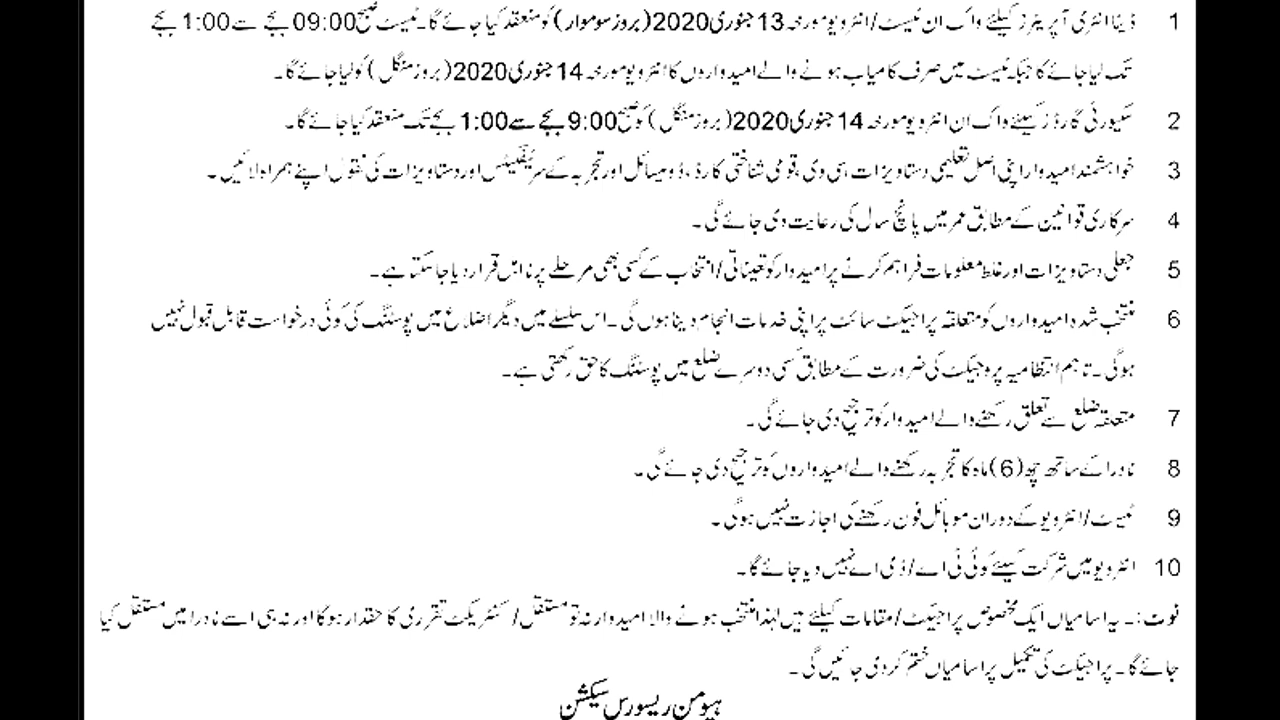 1 ڈیٹا انٹری آپریٹرز کیلئے واک ان ٹیسٹ/انٹرویو مورخہ 13 جنوری 2020 (بروز سوموار) کو منعقد کیا جائے گا۔ ٹیسٹ صبح 09:00 بجے سے 1:00 بجے
تک لیا جائے گا جبکہ ٹیسٹ میں صرف کامیاب ہونے والے امیدواروں کا انٹرویو مورخہ 14 جنوری 2020 (بروز منگل) کو لیا جائے گا۔
2 سکیورٹی گارڈز کیلئے واک ان انٹرویو مورخہ 14 جنوری 2020 (بروز منگل) کو صبح 9:00 بجے سے 1:00 بجے تک منعقد کیا جائے گا۔
3 خواہشمند امیدوار اپنی اصل تعلیمی دستاویزات، سی وی، قومی شناختی کارڈ، ڈومیسائل اور تجربہ کے سرٹیفکیٹس اور دستاویزات کی نقول اپنے ہمراہ لائیں۔
4 سرکاری قوانین کے مطابق عمر میں پانچ سال کی رعایت دی جائے گی۔
5 جعلی دستاویزات اور غلط معلومات فراہم کرنے پر امیدوار کو تعیناتی/انتخاب کے کسی بھی مرحلے پر نااہل قرار دیا جاسکتا ہے۔
6 منتخب شدہ امیدواروں کو متعلقہ پراجیکٹ سائٹ پر اپنی خدمات انجام دینا ہوں گی۔ اس سلسلے میں دیگر اضلاع میں پوسٹنگ کی کوئی درخواست قابل قبول نہیں
ہوگی۔ تاہم انتظامیہ پروجیکٹ کی ضرورت کے مطابق کسی دوسرے ضلع میں پوسٹنگ کا حق رکھتی ہے۔
7 متعلقہ ضلع سے تعلق رکھنے والے امیدوار کو ترجیح دی جائے گی۔
8 نادرا کے ساتھ چھ (6) ماہ کا تجربہ رکھنے والے امیدواروں کو ترجیح دی جائے گی۔
9 ٹیسٹ/انٹرویو کے دوران موبائل فون رکھنے کی اجازت نہیں ہوگی۔
10 انٹرویو میں شرکت کیلئے کوئی ٹی اے/ڈی اے نہیں دیا جائے گا۔
نوٹ:۔ یہ اسامیاں ایک مخصوص پراجیکٹ/مقامات کیلئے ہیں لہذا منتخب ہونے والا امیدوار نہ تو مستقل/کنٹریکٹ تقرری کا حقدار ہوگا اور نہ ہی اسے نادرا میں مستقل کیا
جائے گا۔ پراجیکٹ کی تکمیل پر اسامیاں ختم کردی جائیں گی۔
ہیومن ریسورس سیکشن